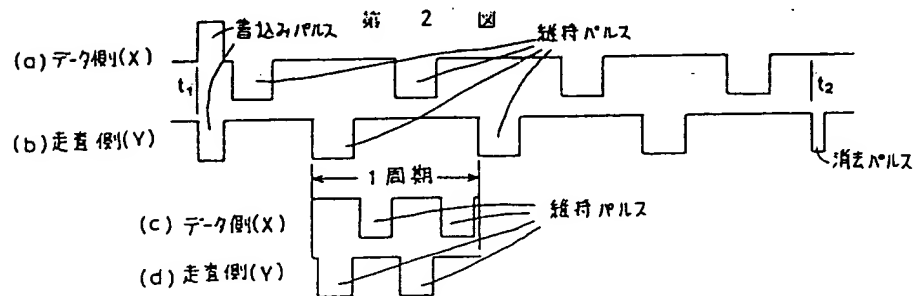 第 2 図
書込みパルス
維持パルス
(a) データ側(X)
t₁
t₂
(b) 走査側(Y)
消去パルス
1周期
(c) データ側(X)
維持パルス
(d) 走査側(Y)